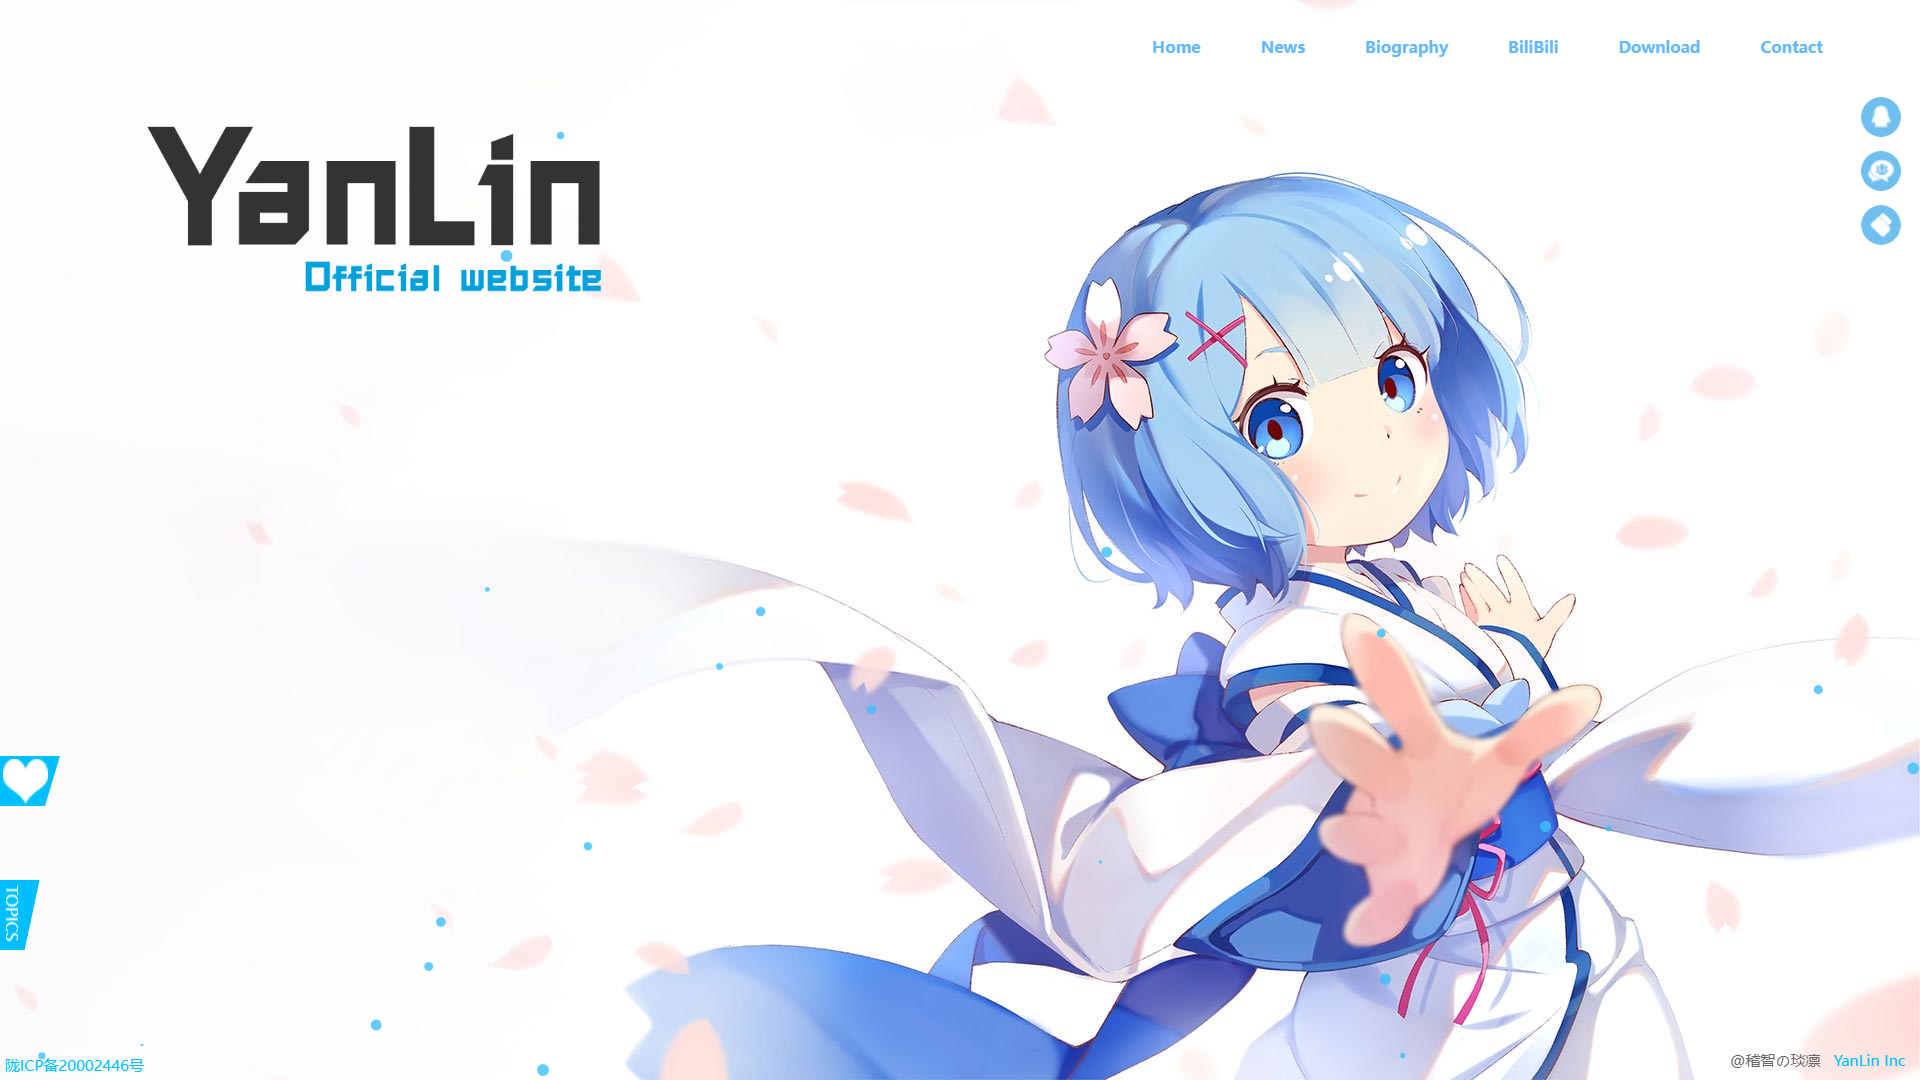 Home
News
Biography
BiliBili
Download
Contact
YanLin
Official website
TOPICS
陇ICP备20002446号
@稽智の琰凛 YanLin Inc